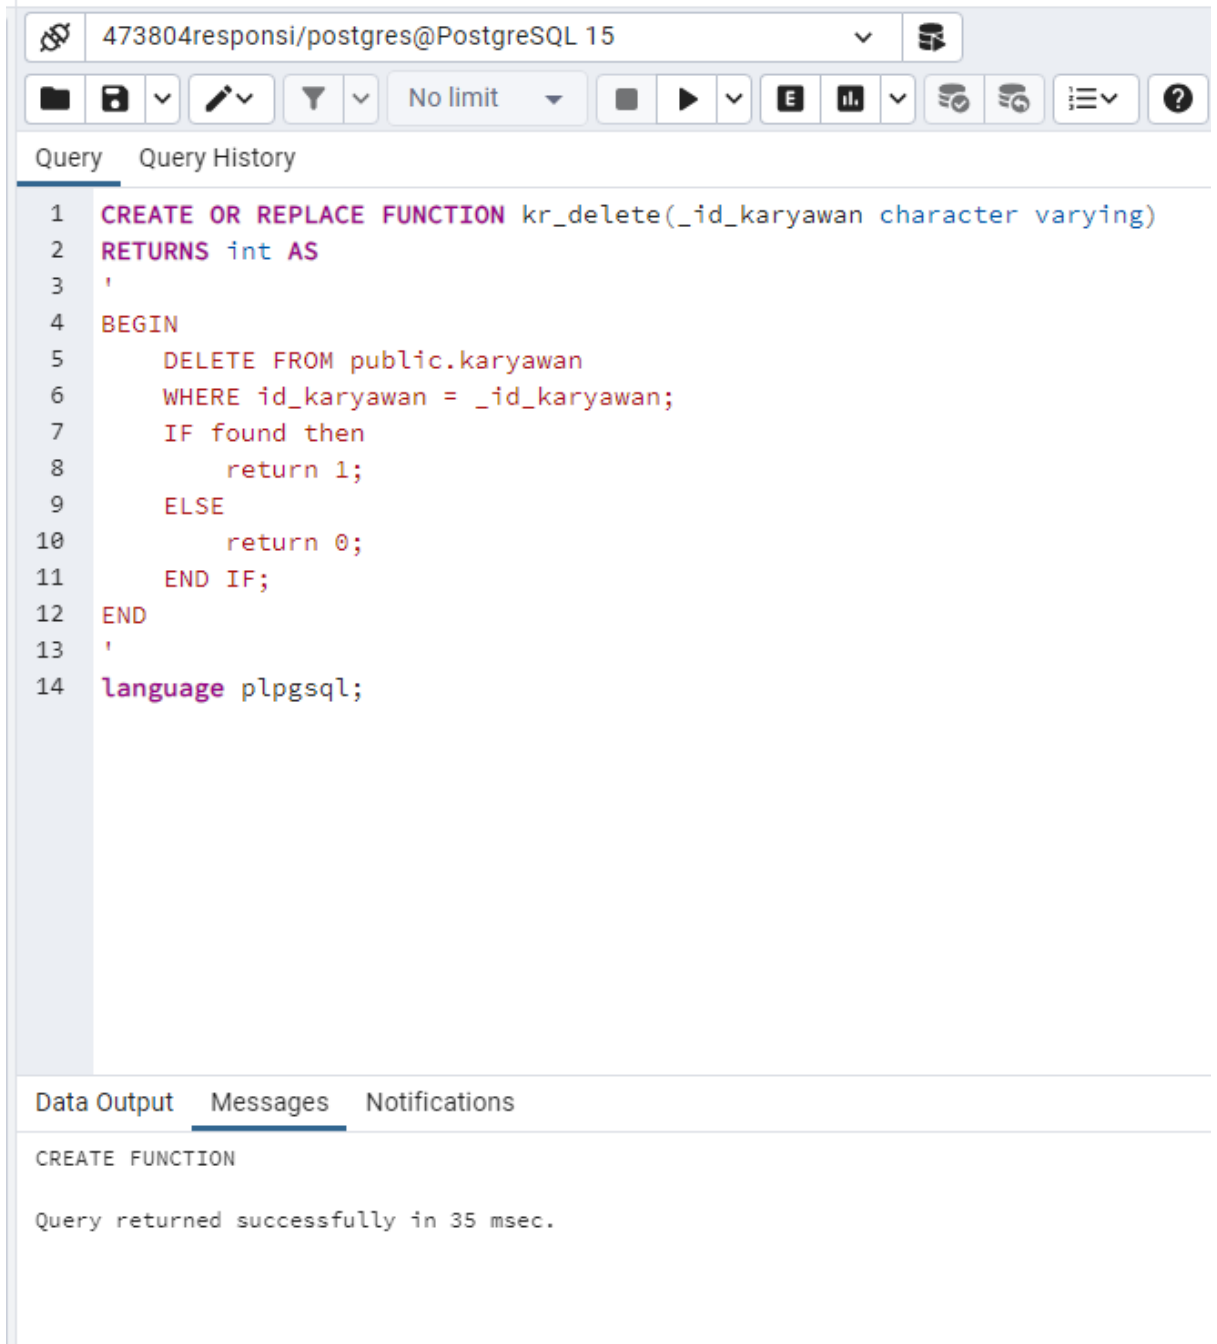 473804responsi/postgres@PostgreSQL 15
No limit
E
?
Query Query History
1 CREATE OR REPLACE FUNCTION kr_delete(_id_karyawan character varying)
2 RETURNS int AS
3 '
4 BEGIN
5 DELETE FROM public.karyawan
6 WHERE id_karyawan = _id_karyawan;
7 IF found then
8 return 1;
9 ELSE
10 return 0;
11 END IF;
12 END
13 '
14 language plpgsql;
Data Output Messages Notifications
CREATE FUNCTION
Query returned successfully in 35 msec.